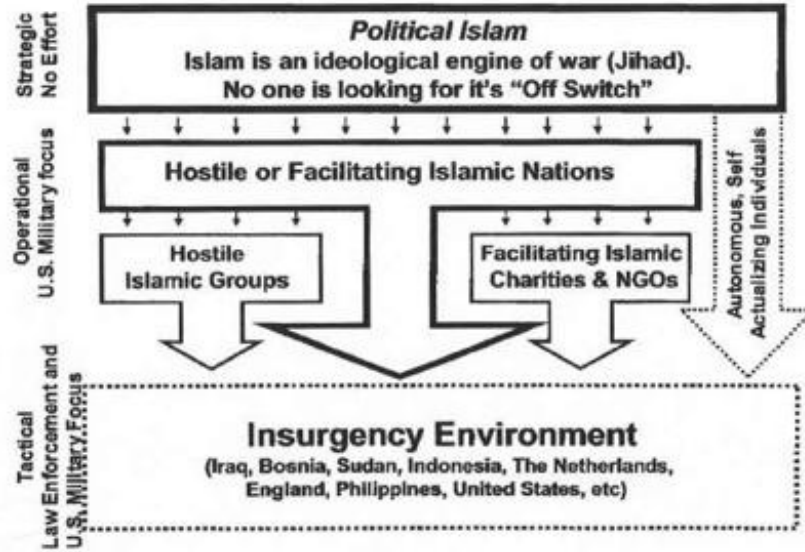 Strategic
No Effort
Political Islam
Islam is an ideological engine of war (Jihad).
No one is looking for it's "Off Switch"
Operational
U.S. Military focus
Hostile or Facilitating Islamic Nations
Hostile
Islamic Groups
Facilitating Islamic
Charities & NGOs
Autonomous, Self
Actualizing Individuals
Tactical
Law Enforcement and
U.S. Military Focus
Insurgency Environment
(Iraq, Bosnia, Sudan, Indonesia, The Netherlands,
England, Philippines, United States, etc)